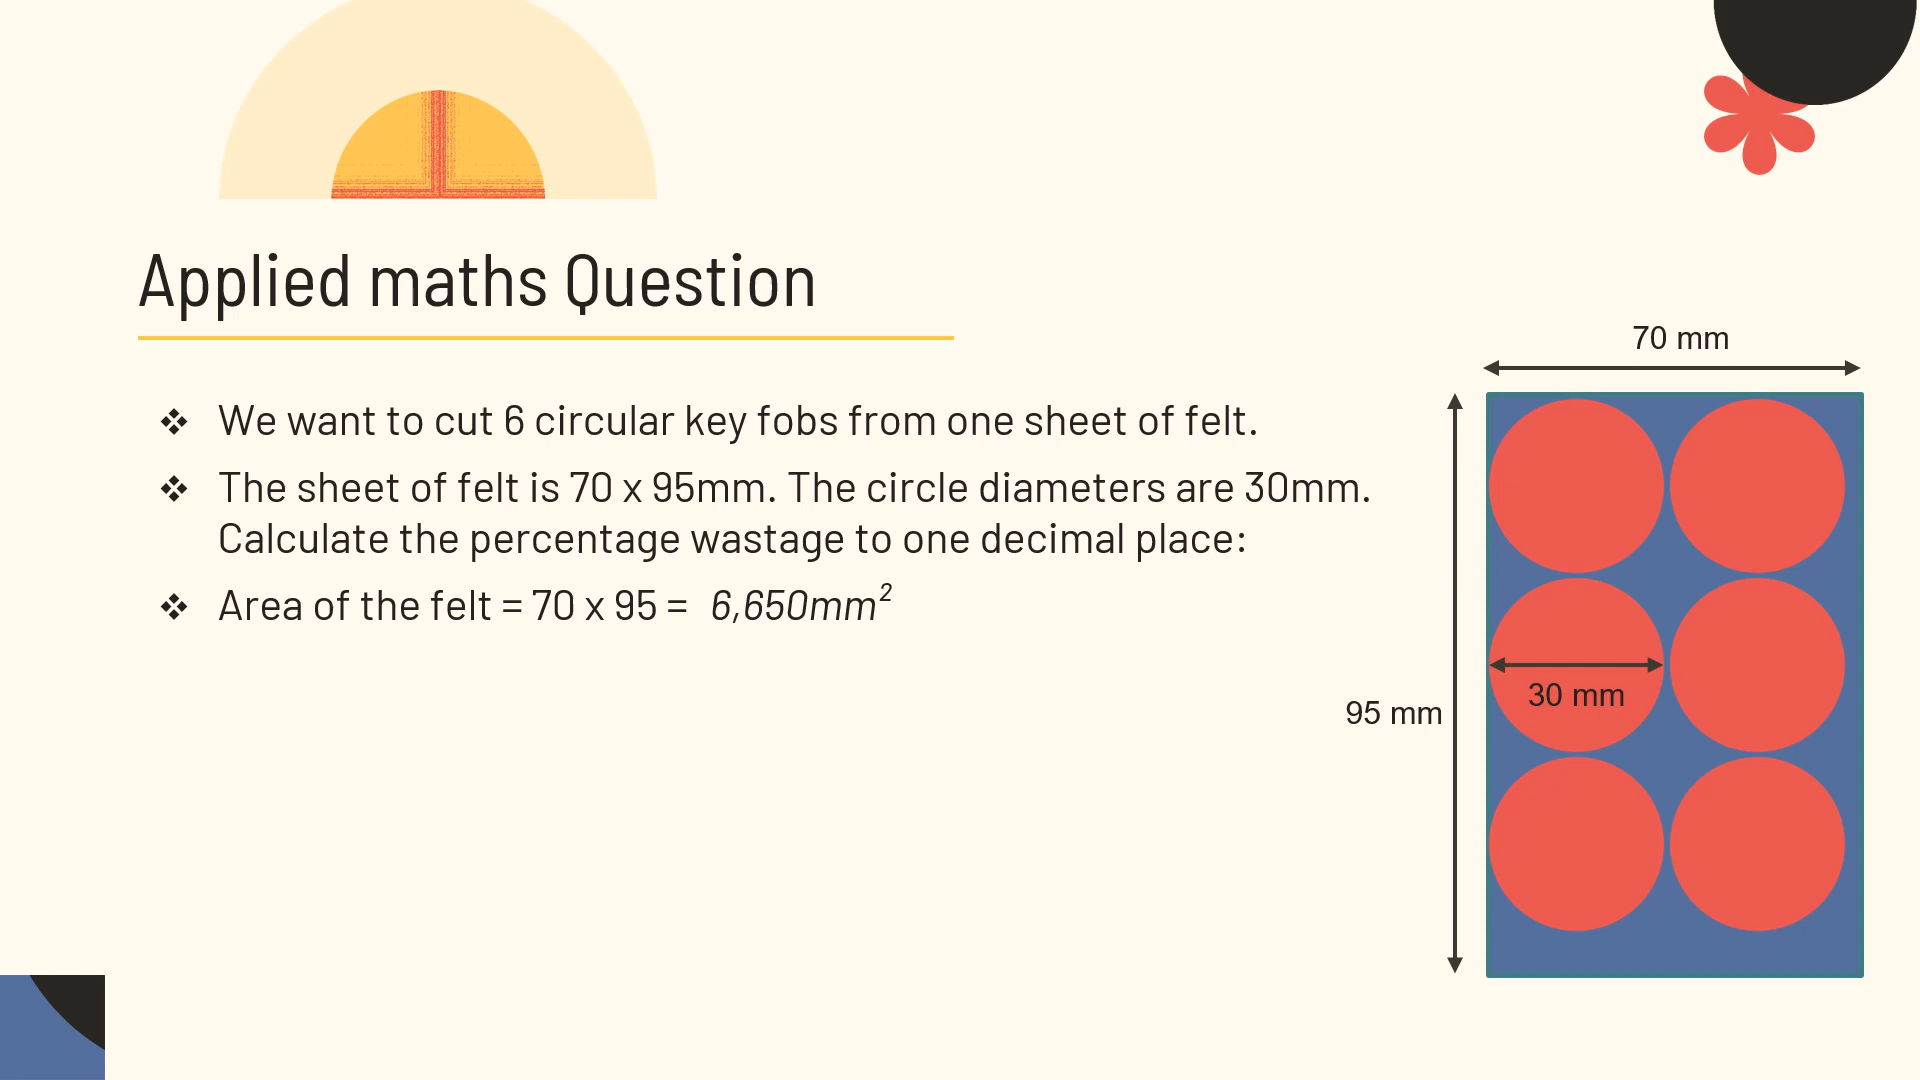 Applied maths Question
❖ We want to cut 6 circular key fobs from one sheet of felt.
❖ The sheet of felt is 70 x 95mm. The circle diameters are 30mm.
Calculate the percentage wastage to one decimal place:
❖ Area of the felt = 70 x 95 = 6,650mm²
70 mm
30 mm
95 mm